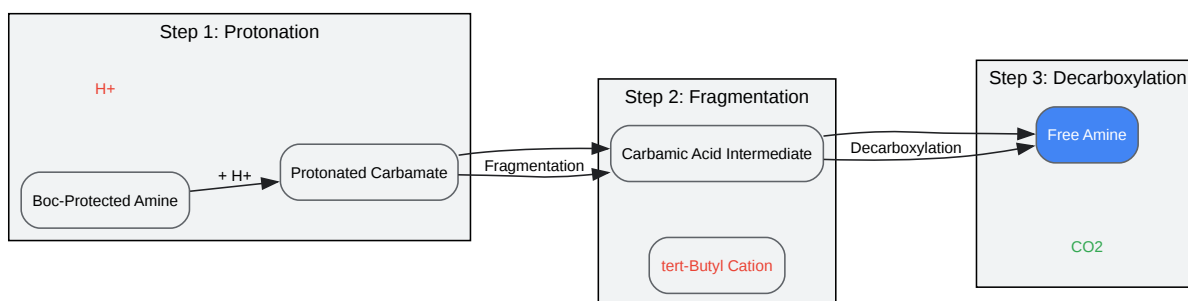 Step 1: Protonation
H+
Boc-Protected Amine
+ H+
Protonated Carbamate
Fragmentation
Step 2: Fragmentation
Carbamic Acid Intermediate
tert-Butyl Cation
Decarboxylation
Step 3: Decarboxylation
Free Amine
CO2